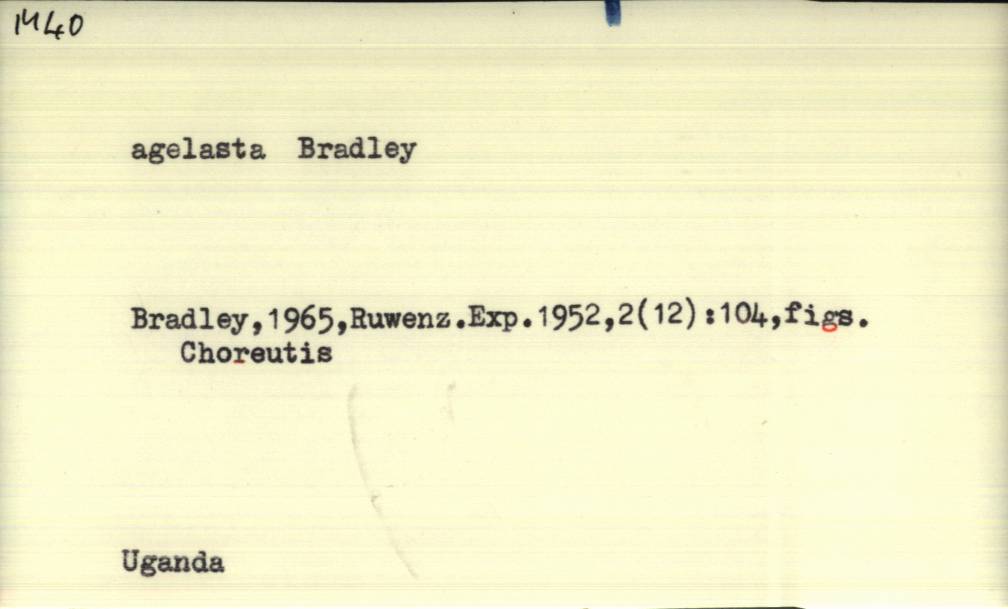 1440
agelasta Bradley
Bradley,1965,Ruwenz.Exp.1952,2(12):104,figs.
Choreutis
Uganda